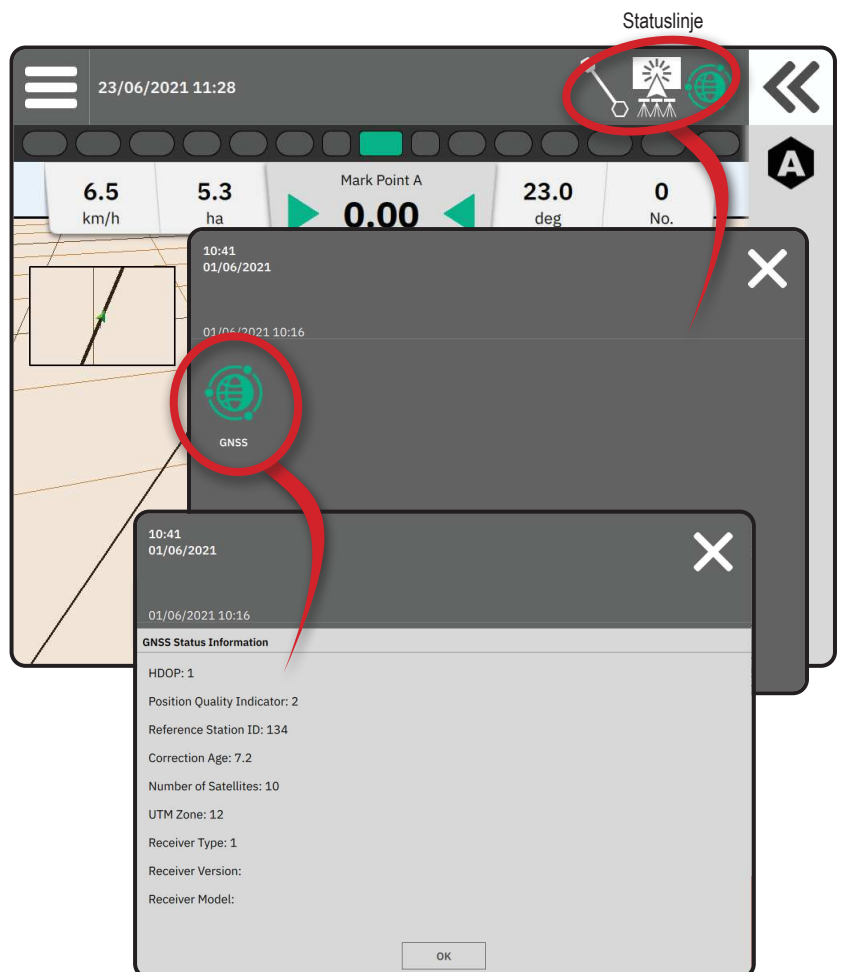 Statuslinje
23/06/2021 11:28
A
Mark Point A
6.5 5.3 0.00 23.0 0
km/h ha deg No.
10:41
01/06/2021
01/06/2021 10:16
GNSS
10:41
01/06/2021
01/06/2021 10:16
GNSS Status Information
HDOP: 1
Position Quality Indicator: 2
Reference Station ID: 134
Correction Age: 7.2
Number of Satellites: 10
UTM Zone: 12
Receiver Type: 1
Receiver Version:
Receiver Model:
OK